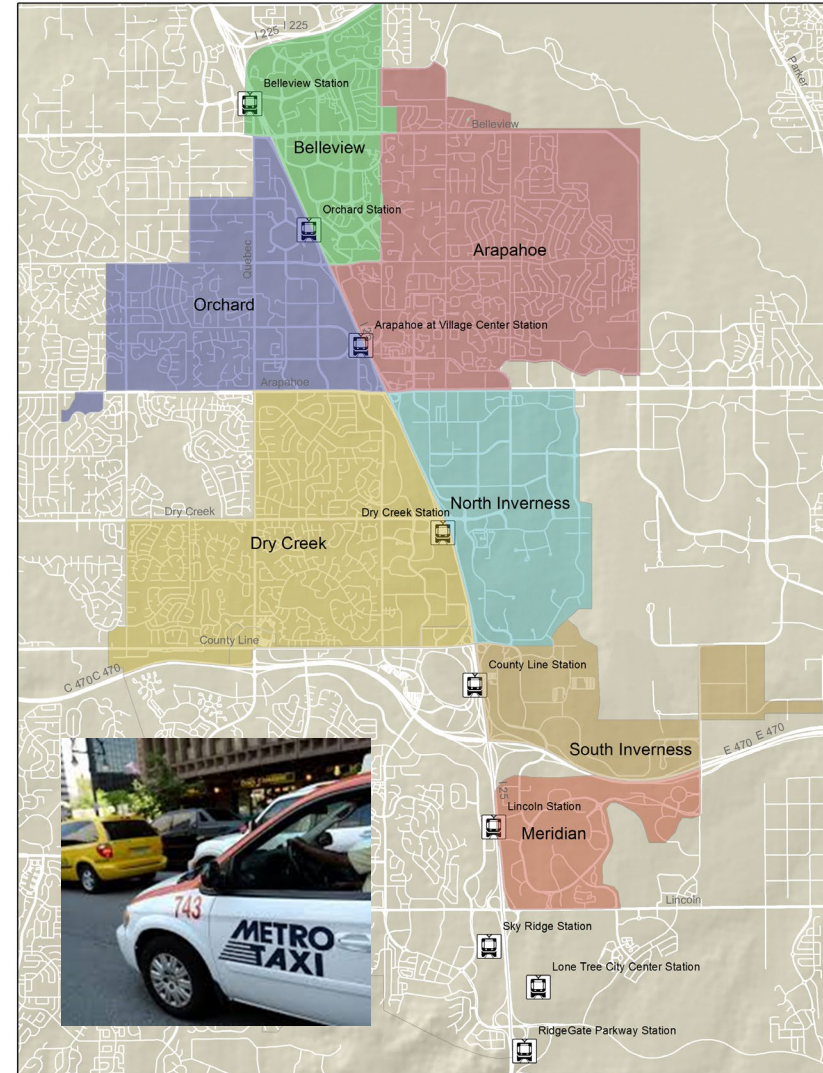 I 225
I 225
Parker
Belleview Station
Belleview
Belleview
Orchard Station
Quebec
Arapahoe
Orchard
Arapahoe at Village Center Station
Arapahoe
North Inverness
Dry Creek
Dry Creek Station
Dry Creek
County Line
County Line Station
C 470
C 470
South Inverness
E 470
E 470
I 25
Lincoln Station
Meridian
Lincoln
743
METRO
TAXI
Sky Ridge Station
Lone Tree City Center Station
RidgeGate Parkway Station